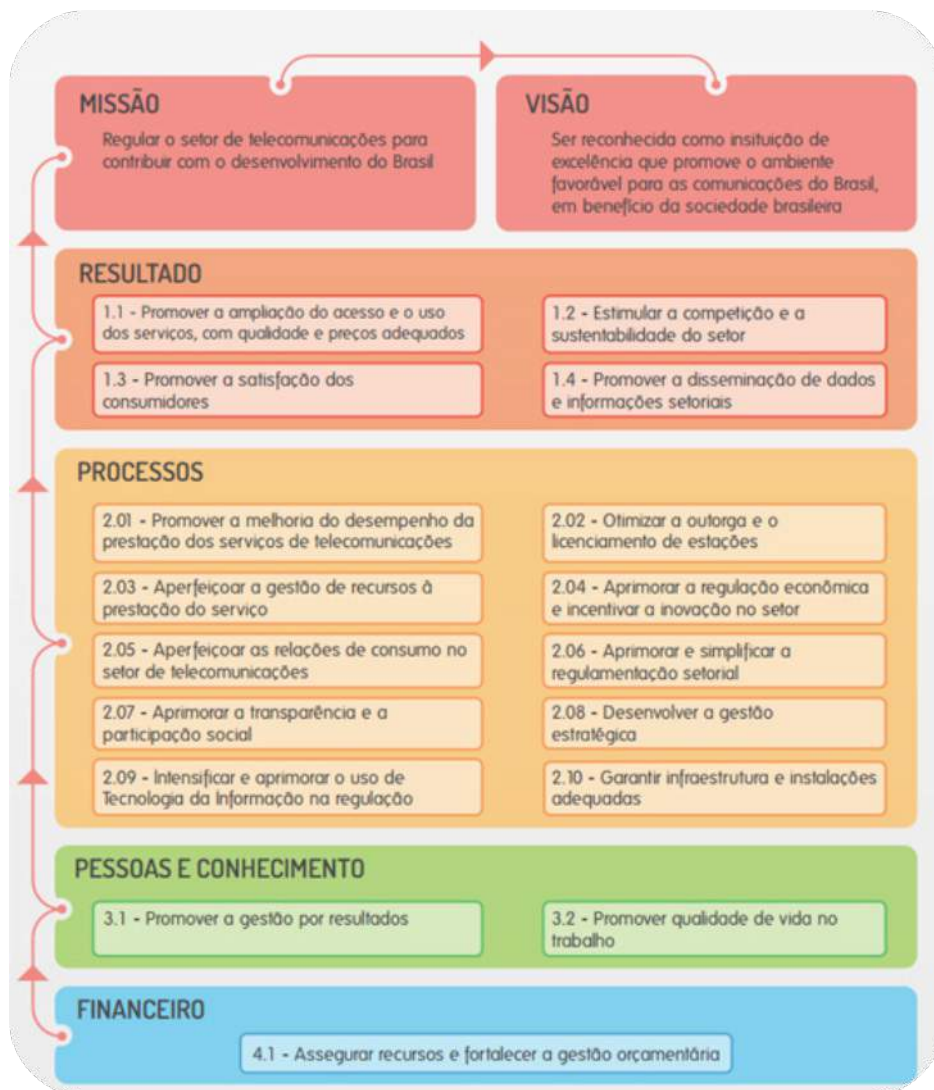 MISSÃO
Regular o setor de telecomunicações para
contribuir com o desenvolvimento do Brasil
VISÃO
Ser reconhecida como insituição de
excelência que promove o ambiente
favorável para as comunicações do Brasil,
em benefício da sociedade brasileira
RESULTADO
1.1 - Promover a ampliação do acesso e o uso
dos serviços, com qualidade e preços adequados
1.2 - Estimular a competição e a
sustentabilidade do setor
1.3 - Promover a satisfação dos
consumidores
1.4 - Promover a disseminação de dados
e informações setoriais
PROCESSOS
2.01 - Promover a melhoria do desempenho da
prestação dos serviços de telecomunicações
2.02 - Otimizar a outorga e o
licenciamento de estações
2.03 - Aperfeiçoar a gestão de recursos à
prestação do serviço
2.04 - Aprimorar a regulação econômica
e incentivar a inovação no setor
2.05 - Aperfeiçoar as relações de consumo no
setor de telecomunicações
2.06 - Aprimorar e simplificar a
regulamentação setorial
2.07 - Aprimorar a transparência e a
participação social
2.08 - Desenvolver a gestão
estratégica
2.09 - Intensificar e aprimorar o uso de
Tecnologia da Informação na regulação
2.10 - Garantir infraestrutura e instalações
adequadas
PESSOAS E CONHECIMENTO
3.1 - Promover a gestão por resultados
3.2 - Promover qualidade de vida no
trabalho
FINANCEIRO
4.1 - Assegurar recursos e fortalecer a gestão orçamentária